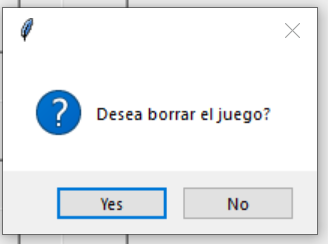 Desea borrar el juego?
Yes
No